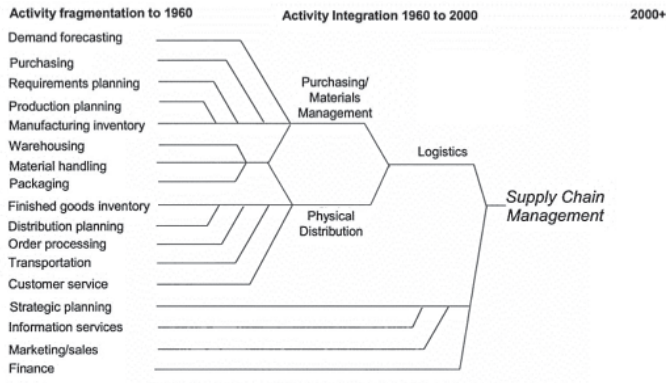 Activity fragmentation to 1960
Activity Integration 1960 to 2000
2000+
Demand forecasting
Purchasing
Requirements planning
Production planning
Manufacturing inventory
Warehousing
Material handling
Packaging
Finished goods inventory
Distribution planning
Order processing
Transportation
Customer service
Strategic planning
Information services
Marketing/sales
Finance
Purchasing/
Materials
Management
Physical
Distribution
Logistics
Supply Chain
Management